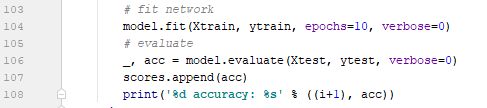 103 # fit network
104 model.fit(Xtrain, ytrain, epochs=10, verbose=0)
105 # evaluate
106 _, acc = model.evaluate(Xtest, ytest, verbose=0)
107 scores.append(acc)
108 print('%d accuracy: %s' % ((i+1), acc))